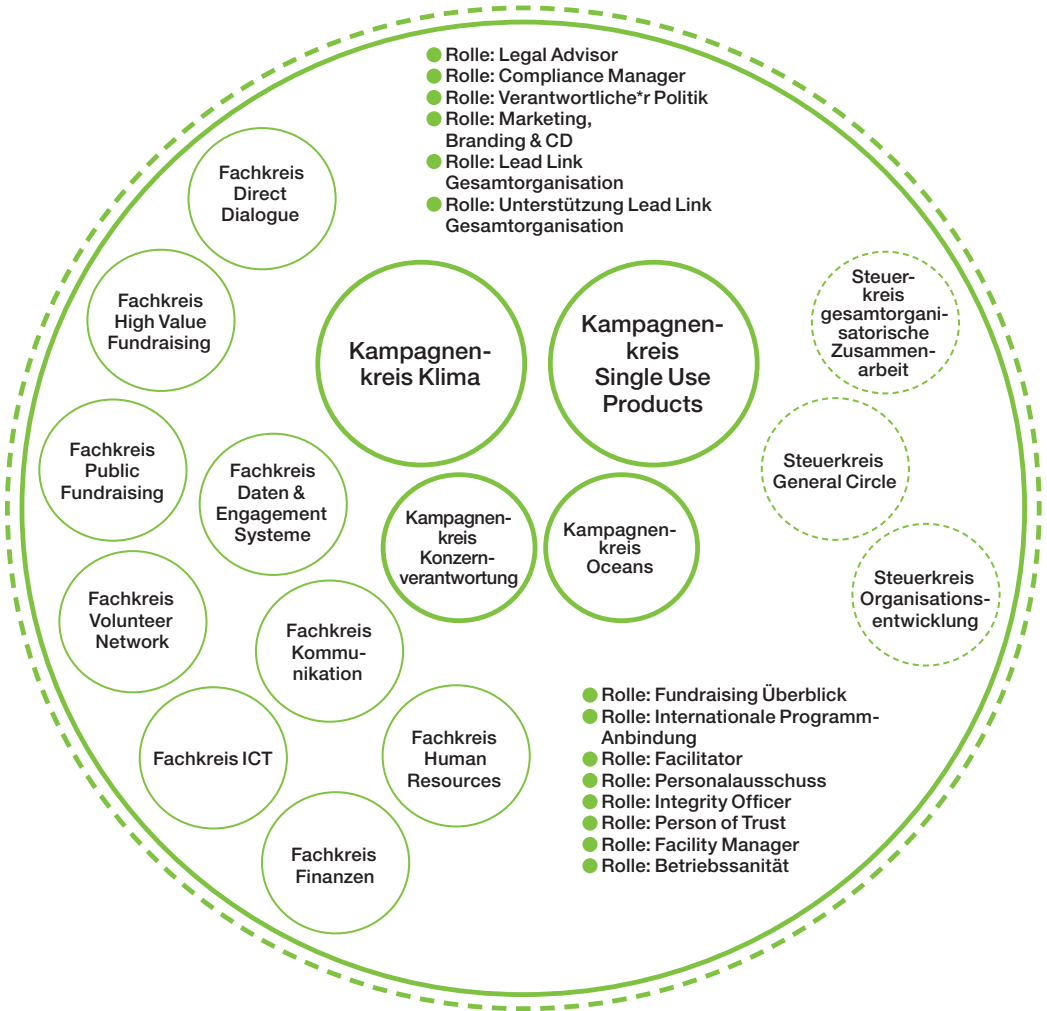 Rolle: Legal Advisor
Rolle: Compliance Manager
Rolle: Verantwortliche*r Politik
Rolle: Marketing,
Branding & CD
Rolle: Lead Link
Gesamtorganisation
Rolle: Unterstützung Lead Link
Gesamtorganisation
Fachkreis
Direct
Dialogue
Fachkreis
High Value
Fundraising
Kampagnen-
kreis Klima
Kampagnen-
kreis
Single Use
Products
Steuer-
kreis
gesamtorgani-
satorische
Zusammen-
arbeit
Fachkreis
Public
Fundraising
Fachkreis
Daten &
Engagement
Systeme
Kampagnen-
kreis
Konzern-
verantwortung
Kampagnen-
kreis
Oceans
Steuerkreis
General Circle
Fachkreis
Volunteer
Network
Fachkreis
Kommu-
nikation
Steuerkreis
Organisations-
entwicklung
Fachkreis ICT
Fachkreis
Human
Resources
Fachkreis
Finanzen
Rolle: Fundraising Überblick
Rolle: Internationale Programm-
Anbindung
Rolle: Facilitator
Rolle: Personalausschuss
Rolle: Integrity Officer
Rolle: Person of Trust
Rolle: Facility Manager
Rolle: Betriebssanität